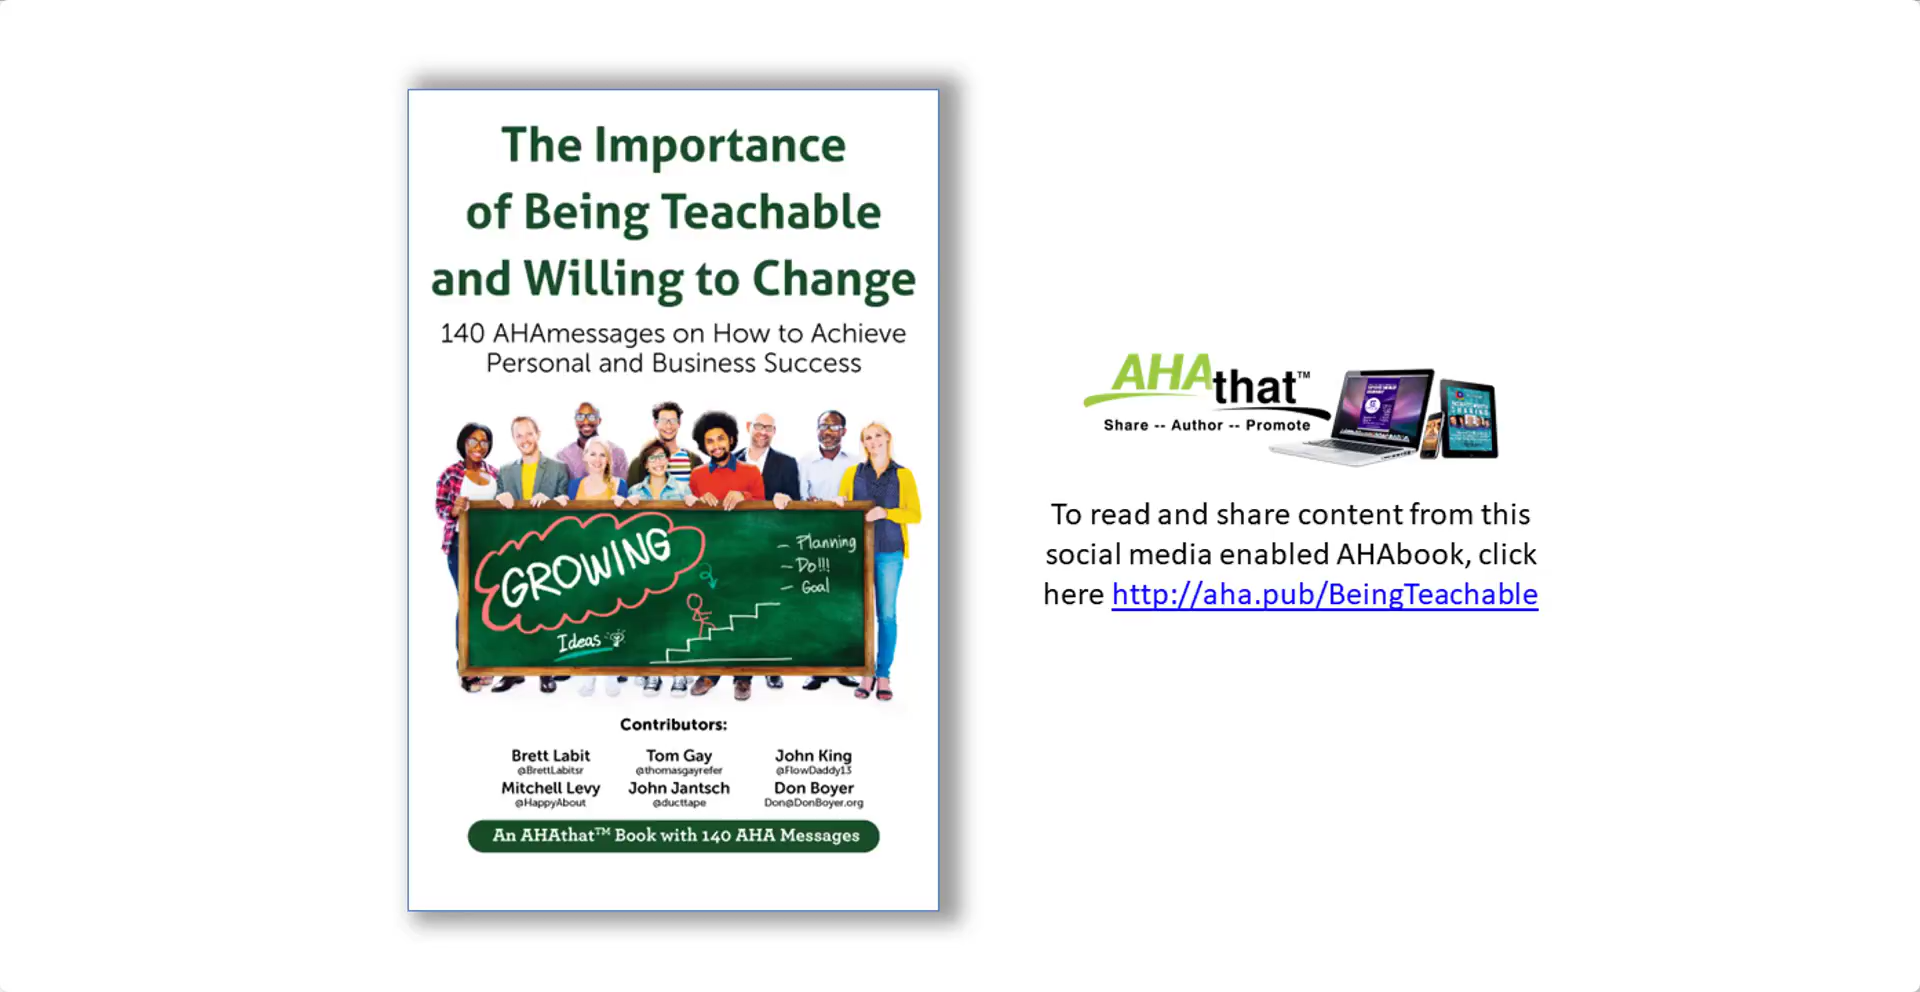 The Importance
of Being Teachable
and Willing to Change
140 AHAmessages on How to Achieve
Personal and Business Success
GROWING
Ideas
- Planning
- Do!!!
- Goal
Contributors:
Brett Labit
@BrettLabitsr
Tom Gay
@thomasgayrefer
John King
@FlowDaddy13
Mitchell Levy
@HappyAbout
John Jantsch
@ducttape
Don Boyer
Don@DonBoyer.org
An AHAthat™ Book with 140 AHA Messages
AHAthat™
Share -- Author -- Promote
To read and share content from this
social media enabled AHAbook, click
here http://aha.pub/BeingTeachable